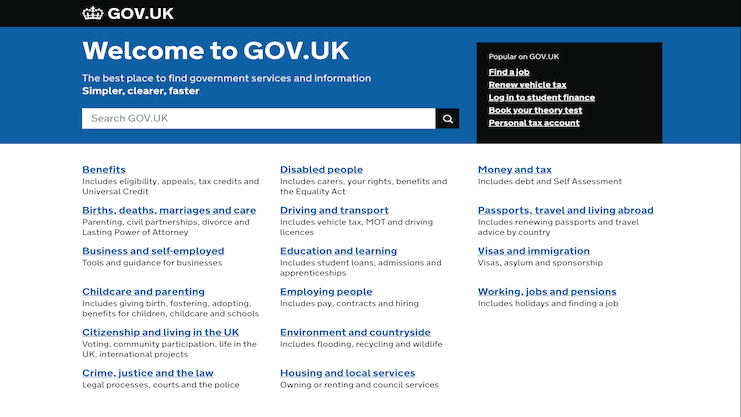 GOV.UK
Welcome to GOV.UK
The best place to find government services and information
Simpler, clearer, faster
Search GOV.UK
Popular on GOV.UK
Find a job
Renew vehicle tax
Log in to student finance
Book your theory test
Personal tax account
Benefits
Includes eligibility, appeals, tax credits and
Universal Credit
Births, deaths, marriages and care
Parenting, civil partnerships, divorce and
Lasting Power of Attorney
Business and self-employed
Tools and guidance for businesses
Childcare and parenting
Includes giving birth, fostering, adopting,
benefits for children, childcare and schools
Citizenship and living in the UK
Voting, community participation, life in the
UK, international projects
Crime, justice and the law
Legal processes, courts and the police
Disabled people
Includes carers, your rights, benefits and
the Equality Act
Driving and transport
Includes vehicle tax, MOT and driving
licences
Education and learning
Includes student loans, admissions and
apprenticeships
Employing people
Includes pay, contracts and hiring
Environment and countryside
Includes flooding, recycling and wildlife
Housing and local services
Owning or renting and council services
Money and tax
Includes debt and Self Assessment
Passports, travel and living abroad
Includes renewing passports and travel
advice by country
Visas and immigration
Visas, asylum and sponsorship
Working, jobs and pensions
Includes holidays and finding a job